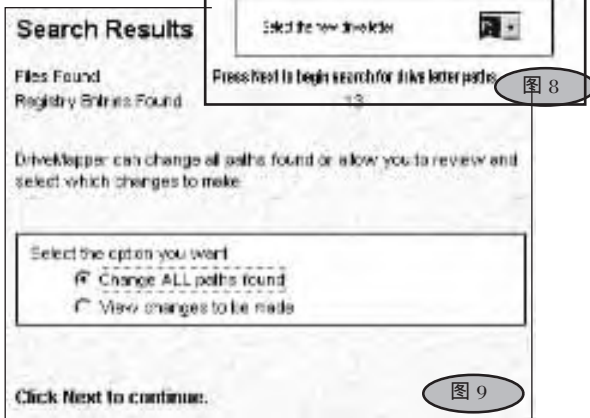 Select the new drive letter
Press Next to begin search for drive letter paths.
图 8
Search Results
Files Found
Registry Entries Found 13
DriveMapper can change all paths found or allow you to review and
select which changes to make
Select the option you want
Change ALL paths found
View changes to be made
Click Next to continue.
图 9